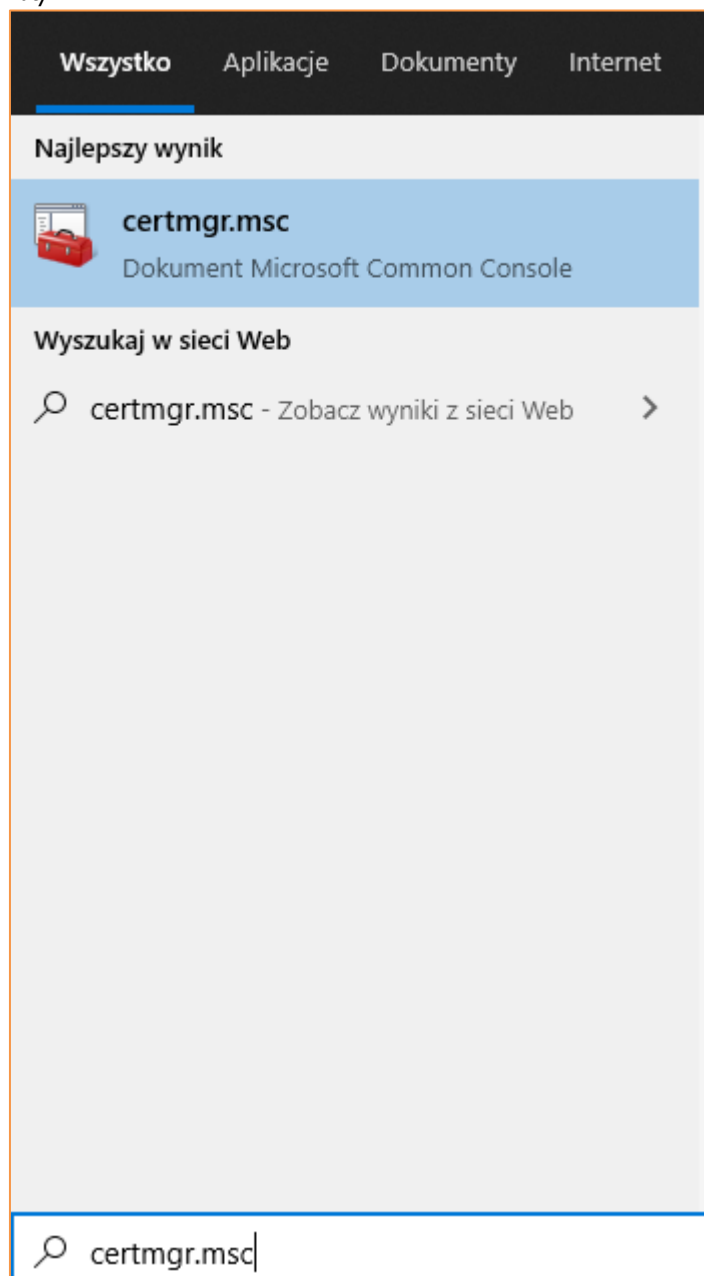 Wszystko Aplikacje Dokumenty Internet
Najlepszy wynik
certmgr.msc
Dokument Microsoft Common Console
Wyszukaj w sieci Web
certmgr.msc - Zobacz wyniki z sieci Web
certmgr.msc